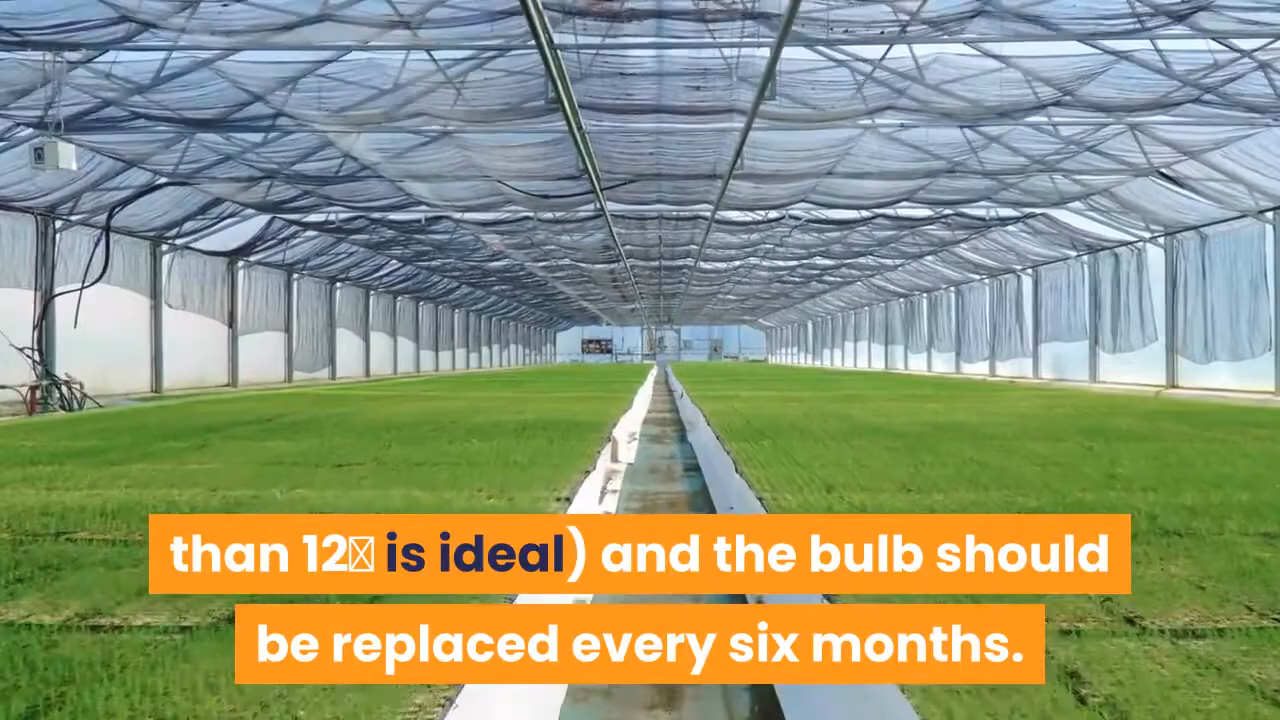 than 12 is ideal) and the bulb should
be replaced every six months.